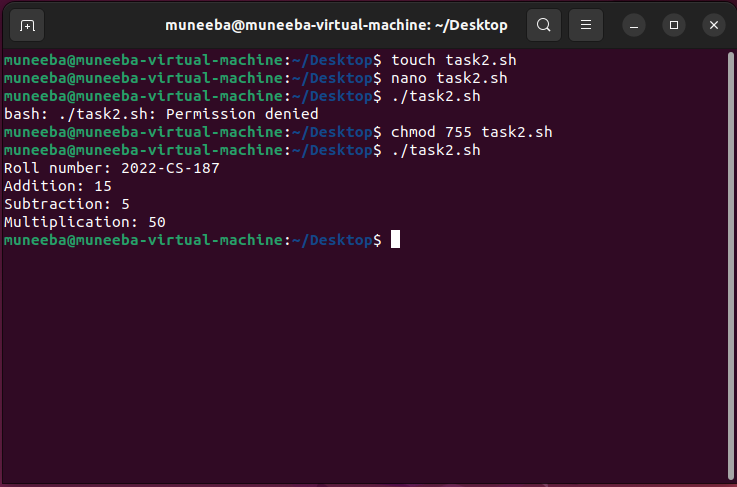 muneeba@muneeba-virtual-machine: ~/Desktop
muneeba@muneeba-virtual-machine:~/Desktop$ touch task2.sh
muneeba@muneeba-virtual-machine:~/Desktop$ nano task2.sh
muneeba@muneeba-virtual-machine:~/Desktop$ ./task2.sh
bash: ./task2.sh: Permission denied
muneeba@muneeba-virtual-machine:~/Desktop$ chmod 755 task2.sh
muneeba@muneeba-virtual-machine:~/Desktop$ ./task2.sh
Roll number: 2022-CS-187
Addition: 15
Subtraction: 5
Multiplication: 50
muneeba@muneeba-virtual-machine:~/Desktop$